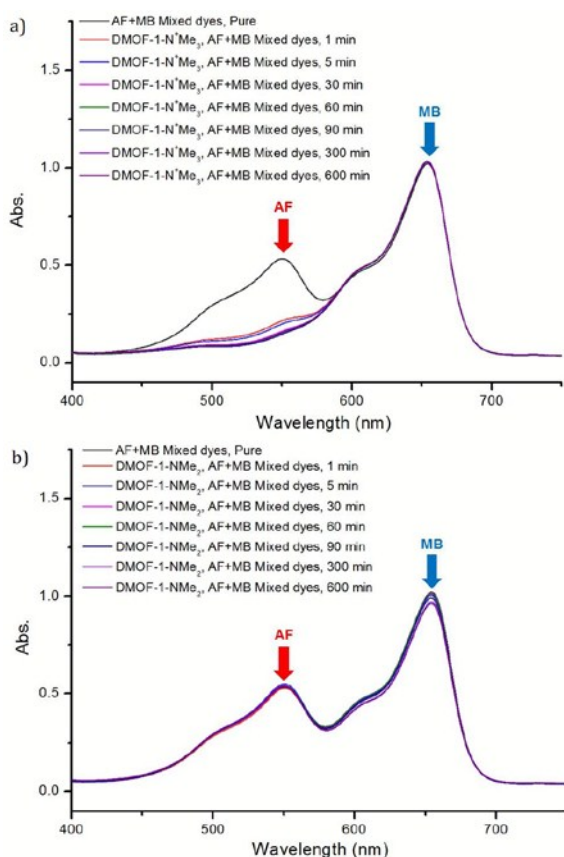 a)
AF+MB Mixed dyes, Pure
DMOF-1-N⁺Me₃, AF+MB Mixed dyes, 1 min
DMOF-1-N⁺Me₃, AF+MB Mixed dyes, 5 min
DMOF-1-N⁺Me₃, AF+MB Mixed dyes, 30 min
DMOF-1-N⁺Me₃, AF+MB Mixed dyes, 60 min
DMOF-1-N⁺Me₃, AF+MB Mixed dyes, 90 min
DMOF-1-N⁺Me₃, AF+MB Mixed dyes, 300 min
DMOF-1-N⁺Me₃, AF+MB Mixed dyes, 600 min
MB
AF
Abs.
1.5
1.0
0.5
0.0
400 500 600 700
Wavelength (nm)
b)
AF+MB Mixed dyes, Pure
DMOF-1-NMe₂, AF+MB Mixed dyes, 1 min
DMOF-1-NMe₂, AF+MB Mixed dyes, 5 min
DMOF-1-NMe₂, AF+MB Mixed dyes, 30 min
DMOF-1-NMe₂, AF+MB Mixed dyes, 60 min
DMOF-1-NMe₂, AF+MB Mixed dyes, 90 min
DMOF-1-NMe₂, AF+MB Mixed dyes, 300 min
DMOF-1-NMe₂, AF+MB Mixed dyes, 600 min
MB
AF
Abs.
1.5
1.0
0.5
0.0
400 500 600 700
Wavelength (nm)